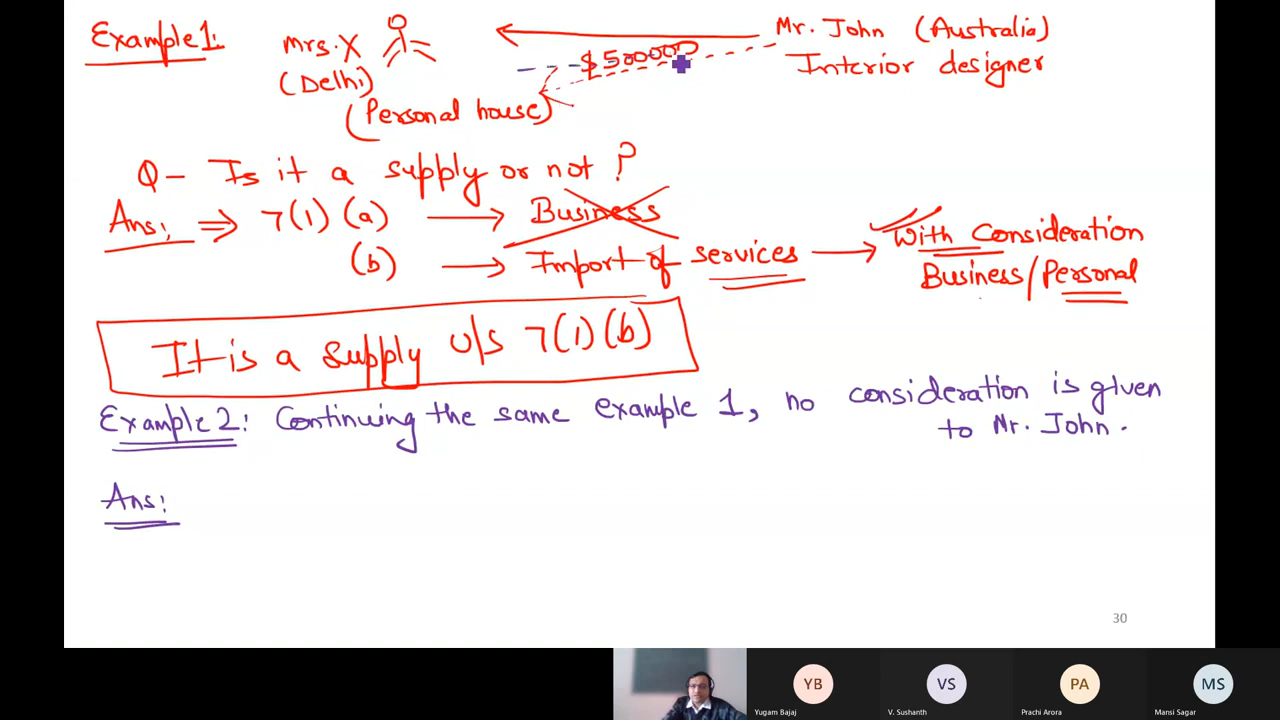 Example 1:
Mrs. X
(Delhi)
(Personal house)
$ 50000?
Mr. John (Australia)
Interior designer
Q - Is it a supply or not ?
Ans: ⇒ 7(1) (a) → Business
(b) → Import of services → With Consideration
Business/Personal
It is a supply u/s 7(1)(b)
Example 2: Continuing the same example 1, no consideration is given
to Mr. John.
Ans:
30
YB
VS
PA
MS
Yugam Bajaj
V. Sushanth
Prachi Arora
Mansi Sagar